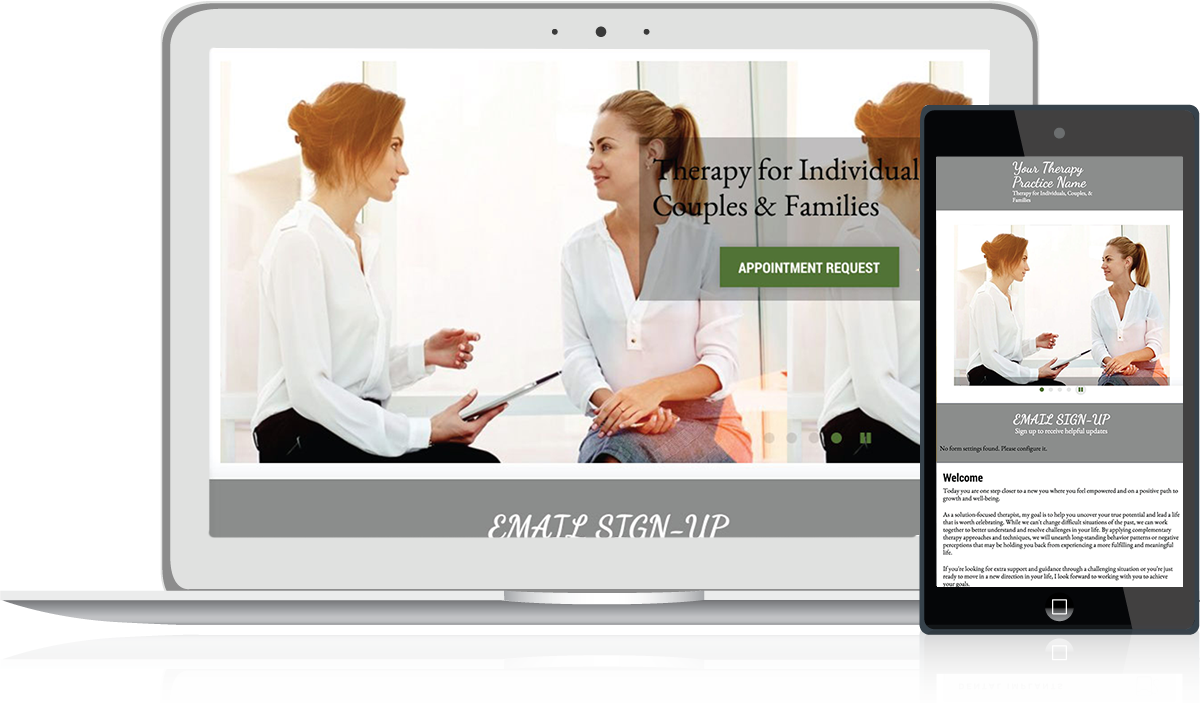 Therapy for Individual
Couples & Families
APPOINTMENT REQUEST
EMAIL SIGN-UP
Your Therapy
Practice Name
Therapy for Individuals, Couples, &
Families
EMAIL SIGN-UP
Sign up to receive helpful updates
No form settings found. Please configure it.
Welcome
Today you are one step closer to a new you where you feel empowered and on a positive path to
growth and well-being.
As a solution-focused therapist, my goal is to help you uncover your true potential and lead a life
that is worth celebrating. While we can't change difficult situations of the past, we can work
together to better understand and resolve challenges in your life. By applying complementary
therapy approaches and techniques, we will unearth long-standing behavior patterns or negative
perceptions that may be holding you back from experiencing a more fulfilling and meaningful
life.
If you're looking for extra support and guidance through a challenging situation or you're just
ready to move in a new direction in your life, I look forward to working with you to achieve
your goals.